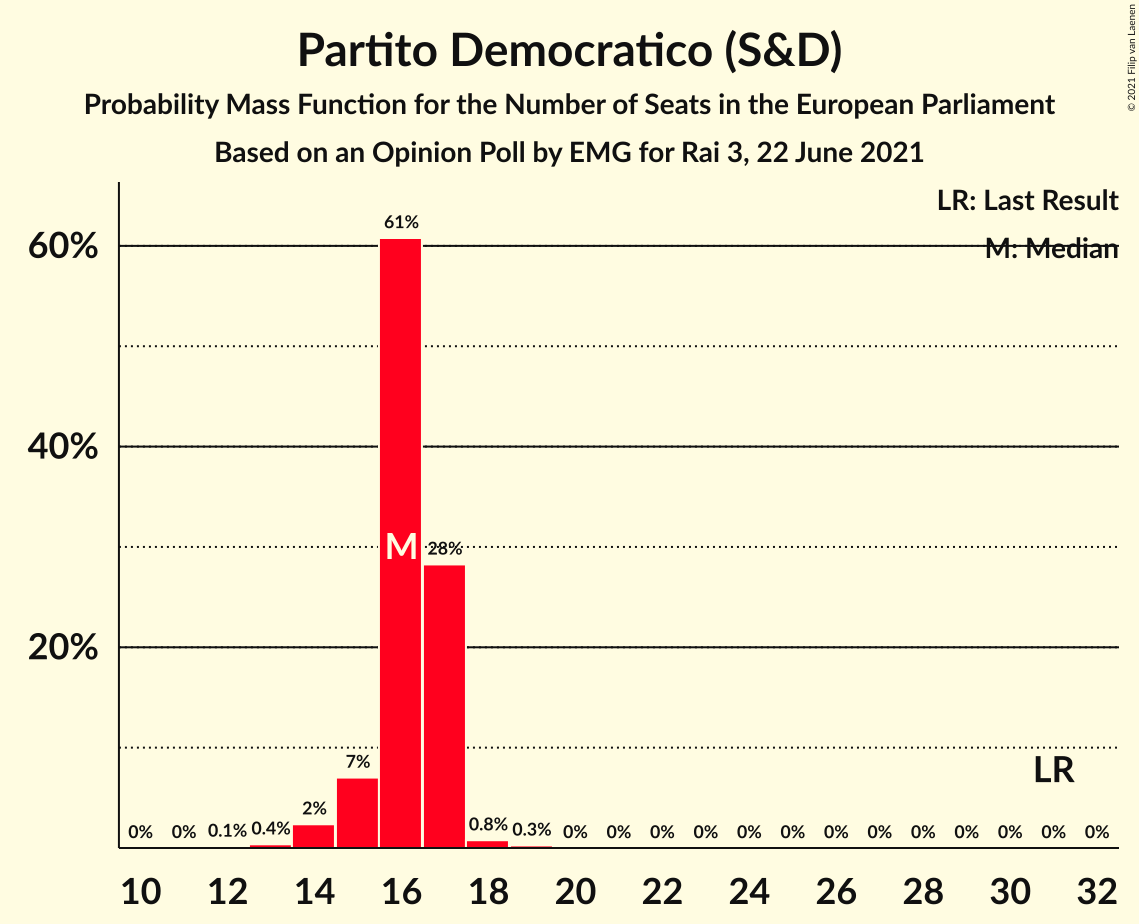 Partito Democratico (S&D)
Probability Mass Function for the Number of Seats in the European Parliament
Based on an Opinion Poll by EMG for Rai 3, 22 June 2021
© 2021 Filip van Laenen
LR: Last Result
M: Median
60%
40%
20%
0% 0% 0.1% 0.4% 2% 7% 61% 28% 0.8% 0.3% 0% 0% 0% 0% 0% 0% 0% 0% 0% 0% 0% 0% 0%
M
LR
10 12 14 16 18 20 22 24 26 28 30 32